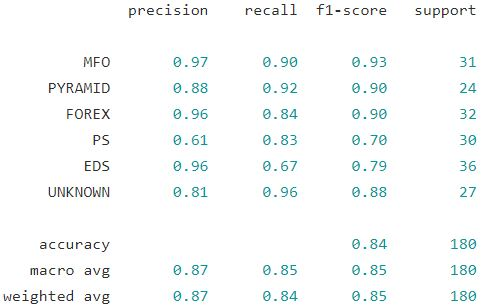 precision recall f1-score support
MFO 0.97 0.90 0.93 31
PYRAMID 0.88 0.92 0.90 24
FOREX 0.96 0.84 0.90 32
PS 0.61 0.83 0.70 30
EDS 0.96 0.67 0.79 36
UNKNOWN 0.81 0.96 0.88 27
accuracy 0.84 180
macro avg 0.87 0.85 0.85 180
weighted avg 0.87 0.84 0.85 180